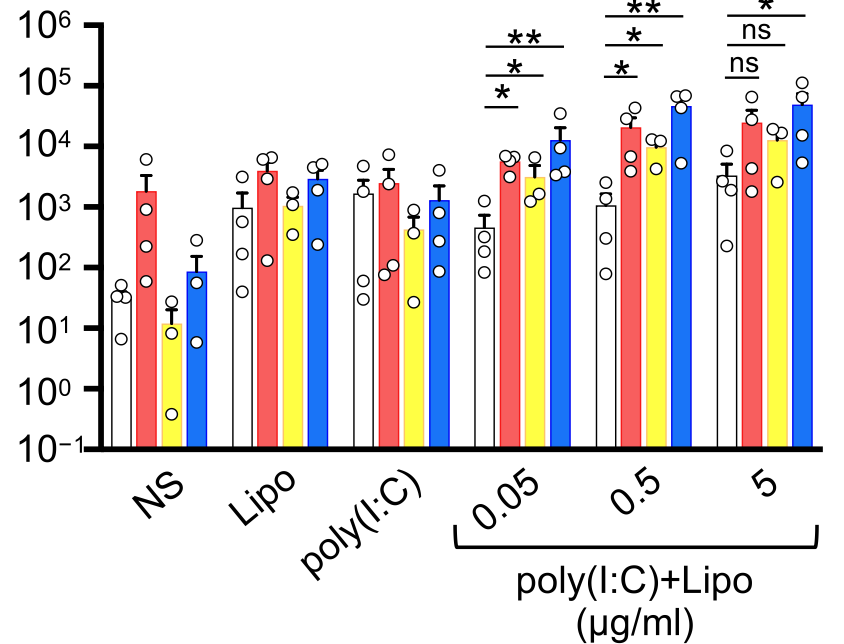 10⁶
10⁵
10⁴
10³
10²
10¹
10⁰
10⁻¹
** ** *
* * ns
* * ns
NS Lipo poly(I:C) 0.05 0.5 5
poly(I:C)+Lipo
(µg/ml)